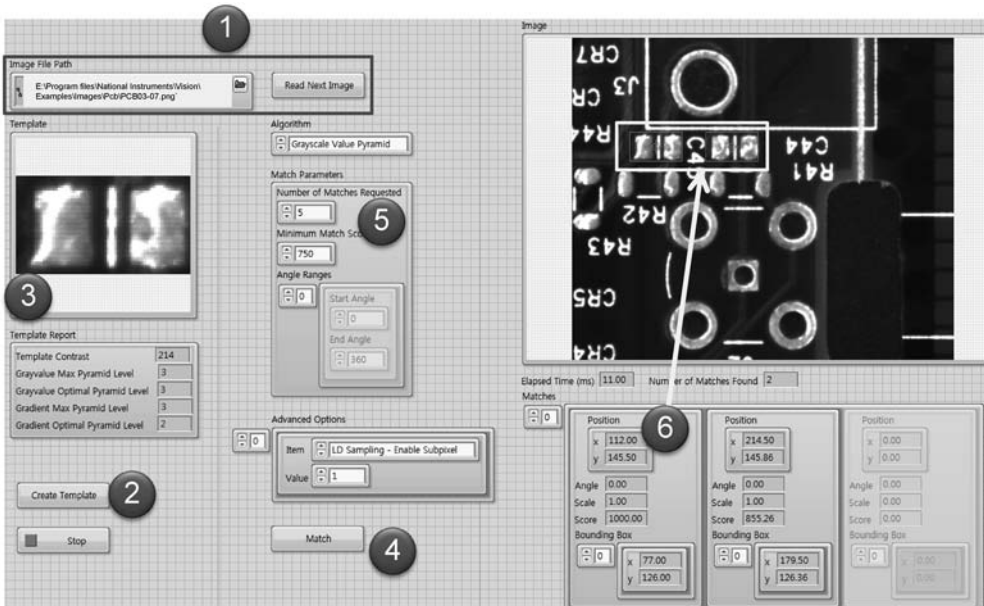 1
Image File Path
E:\Program files\National Instruments\Vision\
Examples\Images\Pcb\PCB03-07.png`
Read Next Image
Template
3
Template Report
Template Contrast 214
Grayvalue Max Pyramid Level 3
Grayvalue Optimal Pyramid Level 3
Gradient Max Pyramid Level 3
Gradient Optimal Pyramid Level 2
Create Template
2
Stop
Algorithm
Grayscale Value Pyramid
Match Parameters
Number of Matches Requested
5
5
Minimum Match Sco
750
Angle Ranges
0
Start Angle
0
End Angle
360
Advanced Options
0
Item LD Sampling - Enable Subpixel
Value 1
Match
4
Image
CR7
J3
R44
C44
R41
R42
R43
CR5
CR4
Elapsed Time (ms) 11.00 Number of Matches Found 2
Matches
0
6
Position
x 112.00
y 145.50
Angle 0.00
Scale 1.00
Score 1000.00
Bounding Box
0
x 77.00
y 126.00
Position
x 214.50
y 145.86
Angle 0.00
Scale 1.00
Score 855.26
Bounding Box
0
x 179.50
y 126.36
Position
x 0.00
y 0.00
Angle 0.00
Scale 0.00
Score 0.00
Bounding Box
0
x 0.00
y 0.00